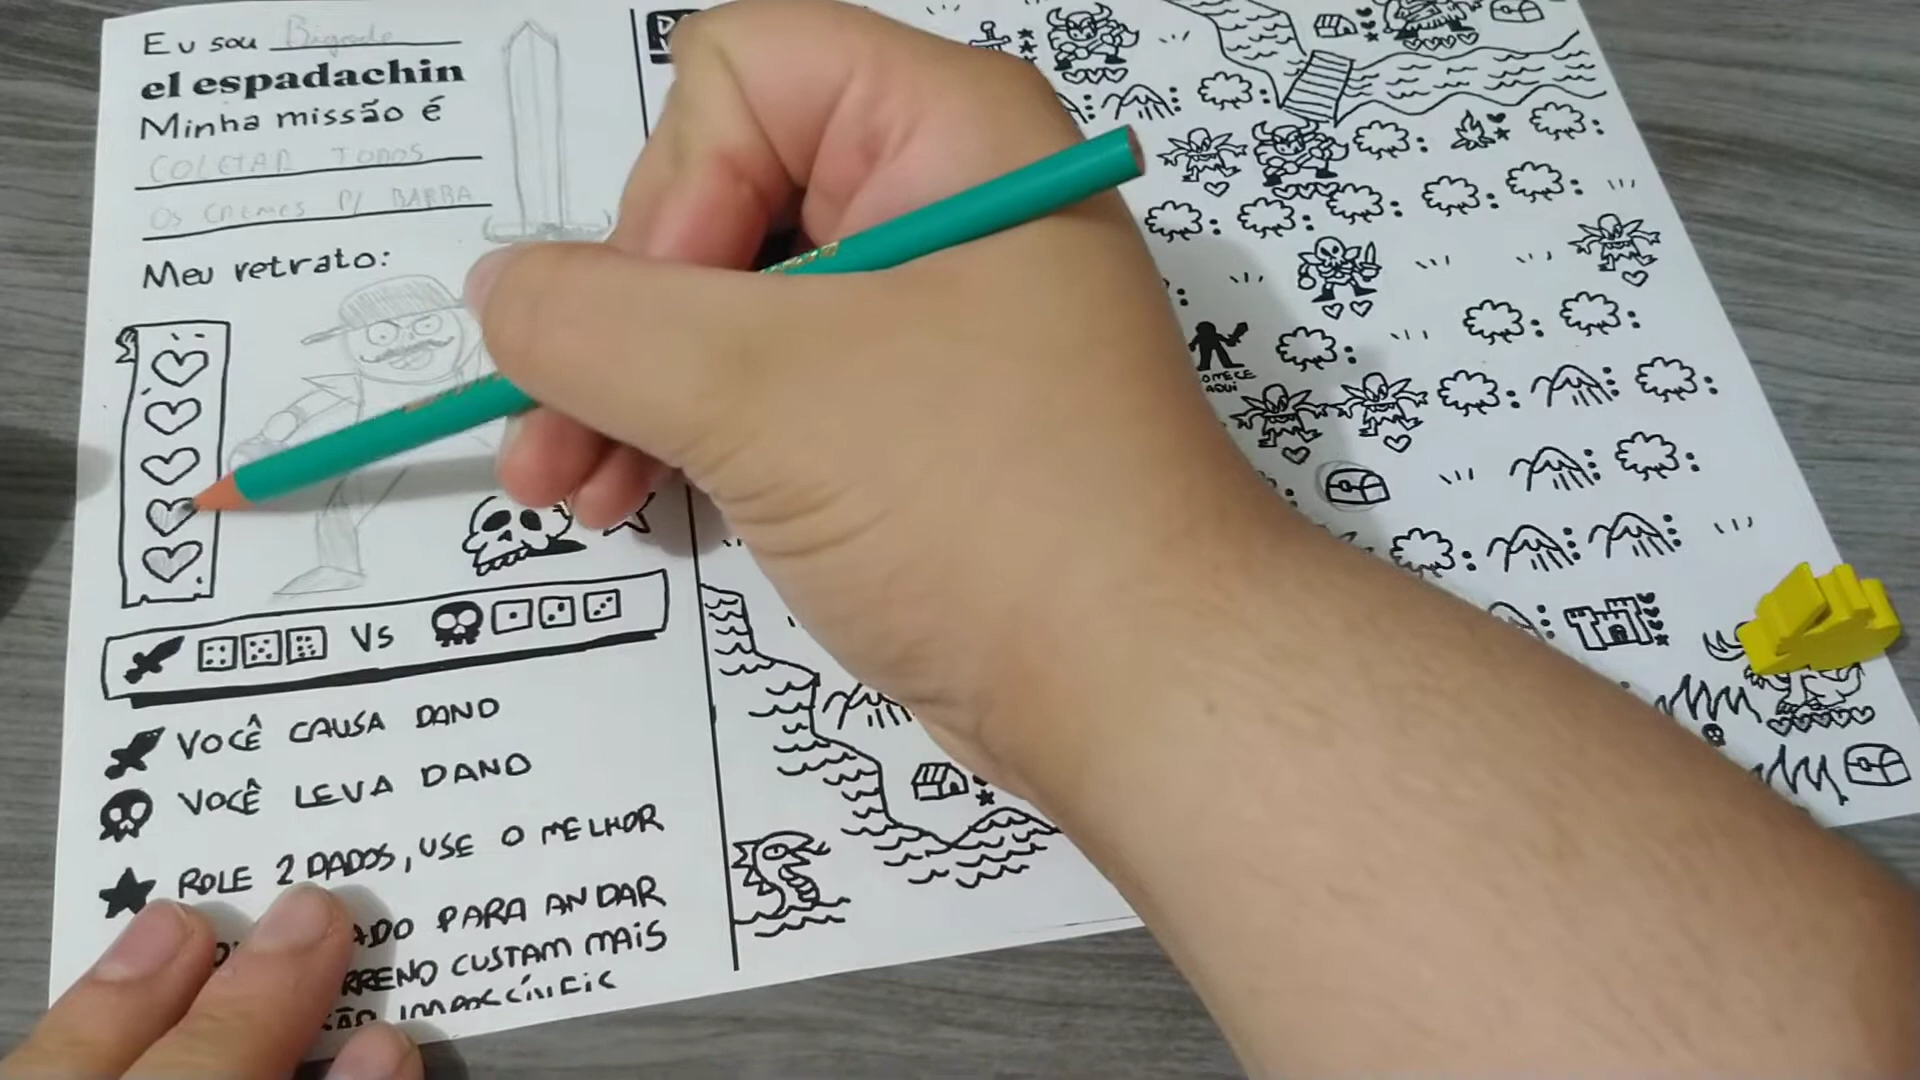 Eu sou Bigode
el espadachin
Minha missão é
COLETAR TODOS
OS CREMES P/ BARBA
Meu retrato:
VS
VOCÊ CAUSA DANO
VOCÊ LEVA DANO
ROLE 2 DADOS, USE O MELHOR
PARA ANDAR
CUSTAM MAIS
AQUi